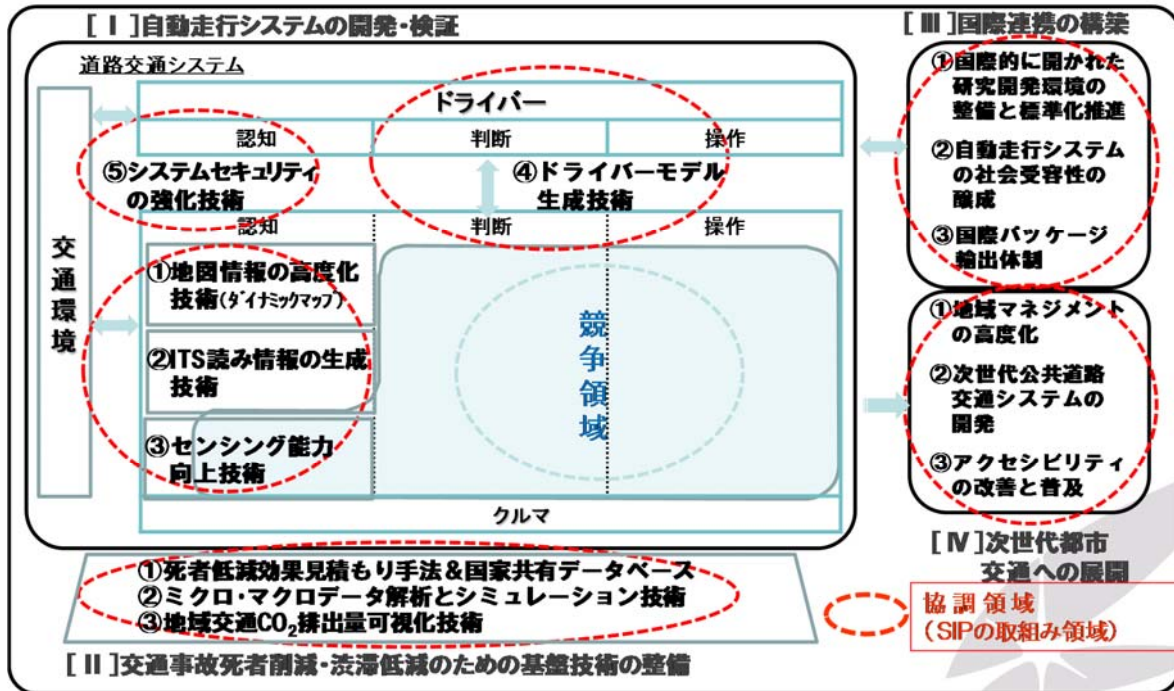 [Ⅰ]自動走行システムの開発・検証
道路交通システム
交通環境
ドライバー
認知
判断
操作
⑤システムセキュリティ
の強化技術
④ドライバーモデル
生成技術
認知
判断
操作
①地図情報の高度化
技術(ダイナミックマップ)
②ITS読み情報の生成
技術
③センシング能力
向上技術
競争領域
クルマ
[Ⅲ]国際連携の構築
①国際的に開かれた
研究開発環境の
整備と標準化推進
②自動走行システム
の社会受容性の
醸成
③国際パッケージ
輸出体制
①地域マネジメント
の高度化
②次世代公共道路
交通システムの
開発
③アクセシビリティ
の改善と普及
[Ⅳ]次世代都市
交通への展開
①死者低減効果見積もり手法&国家共有データベース
②ミクロ・マクロデータ解析とシミュレーション技術
③地域交通CO₂排出量可視化技術
[Ⅱ]交通事故死者削減・渋滞低減のための基盤技術の整備
協調領域
(SIPの取組み領域)